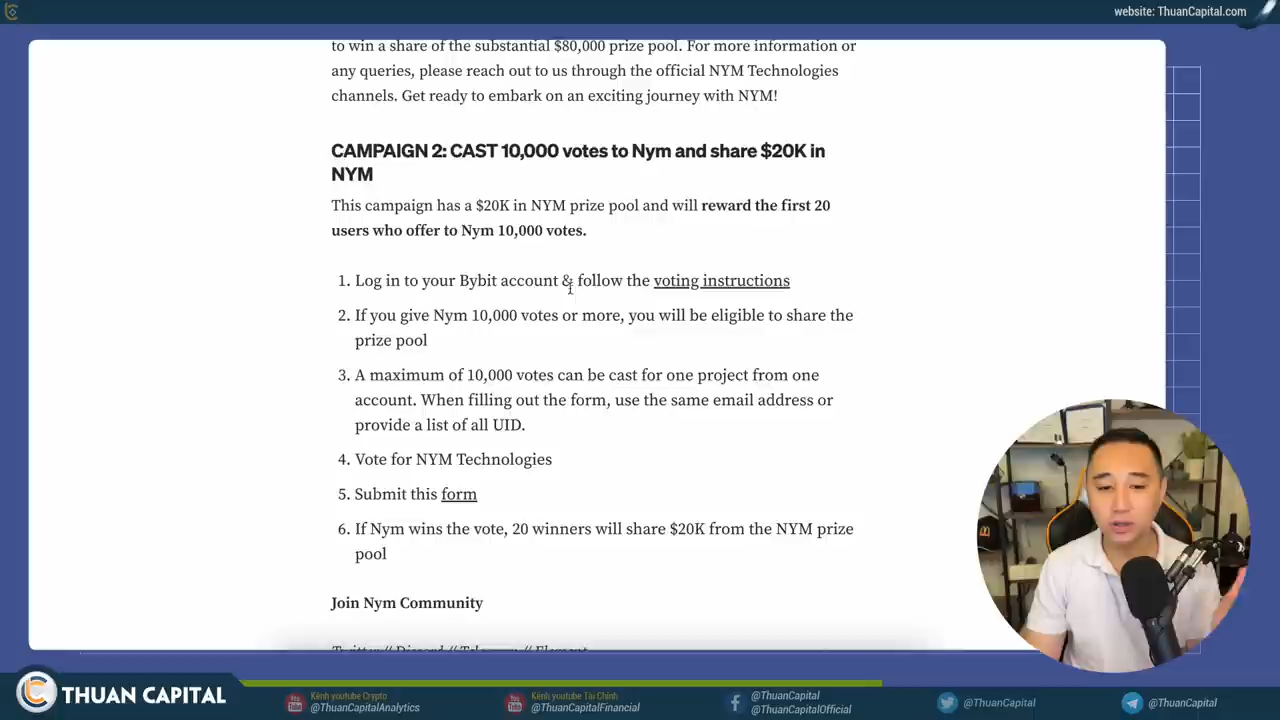 website: ThuanCapital.com
to win a share of the substantial $80,000 prize pool. For more information or
any queries, please reach out to us through the official NYM Technologies
channels. Get ready to embark on an exciting journey with NYM!
CAMPAIGN 2: CAST 10,000 votes to Nym and share $20K in
NYM
This campaign has a $20K in NYM prize pool and will reward the first 20
users who offer to Nym 10,000 votes.
1. Log in to your Bybit account & follow the voting instructions
2. If you give Nym 10,000 votes or more, you will be eligible to share the
prize pool
3. A maximum of 10,000 votes can be cast for one project from one
account. When filling out the form, use the same email address or
provide a list of all UID.
4. Vote for NYM Technologies
5. Submit this form
6. If Nym wins the vote, 20 winners will share $20K from the NYM prize
pool
Join Nym Community
Twitter // Discord // Telegram // Element
THUAN CAPITAL
Kênh youtube Crypto
@ThuanCapitalAnalytics
Kênh youtube Tài Chính
@ThuanCapitalFinancial
@ThuanCapital
@ThuanCapitalOfficial
@ThuanCapital
@ThuanCapital